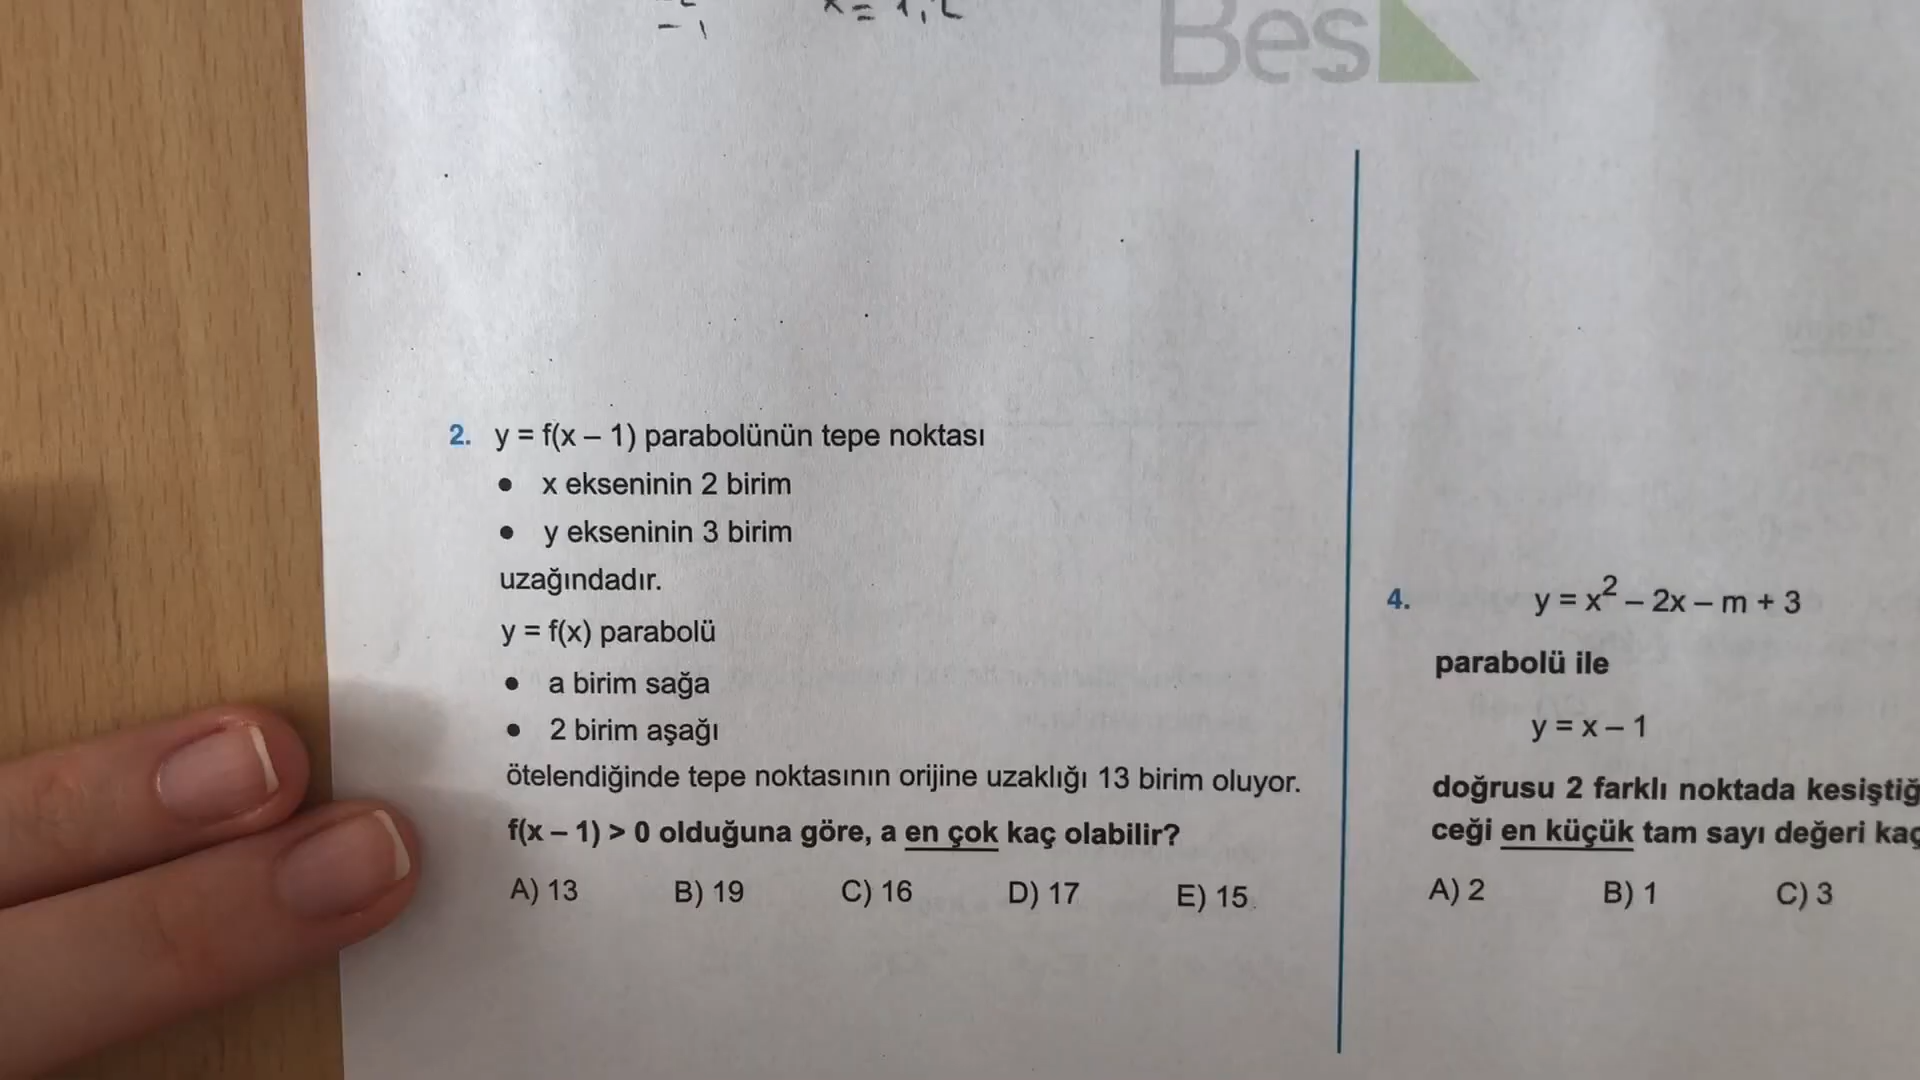 - 1
x = 1, 2
Bes
2. y = f(x – 1) parabolünün tepe noktası
• x ekseninin 2 birim
• y ekseninin 3 birim
uzağındadır.
y = f(x) parabolü
• a birim sağa
• 2 birim aşağı
ötelendiğinde tepe noktasının orijine uzaklığı 13 birim oluyor.
f(x – 1) > 0 olduğuna göre, a en çok kaç olabilir?
A) 13 B) 19 C) 16 D) 17 E) 15
4. y = x² – 2x – m + 3
parabolü ile
y = x – 1
doğrusu 2 farklı noktada kesiştiğ
ceği en küçük tam sayı değeri kaç
A) 2 B) 1 C) 3